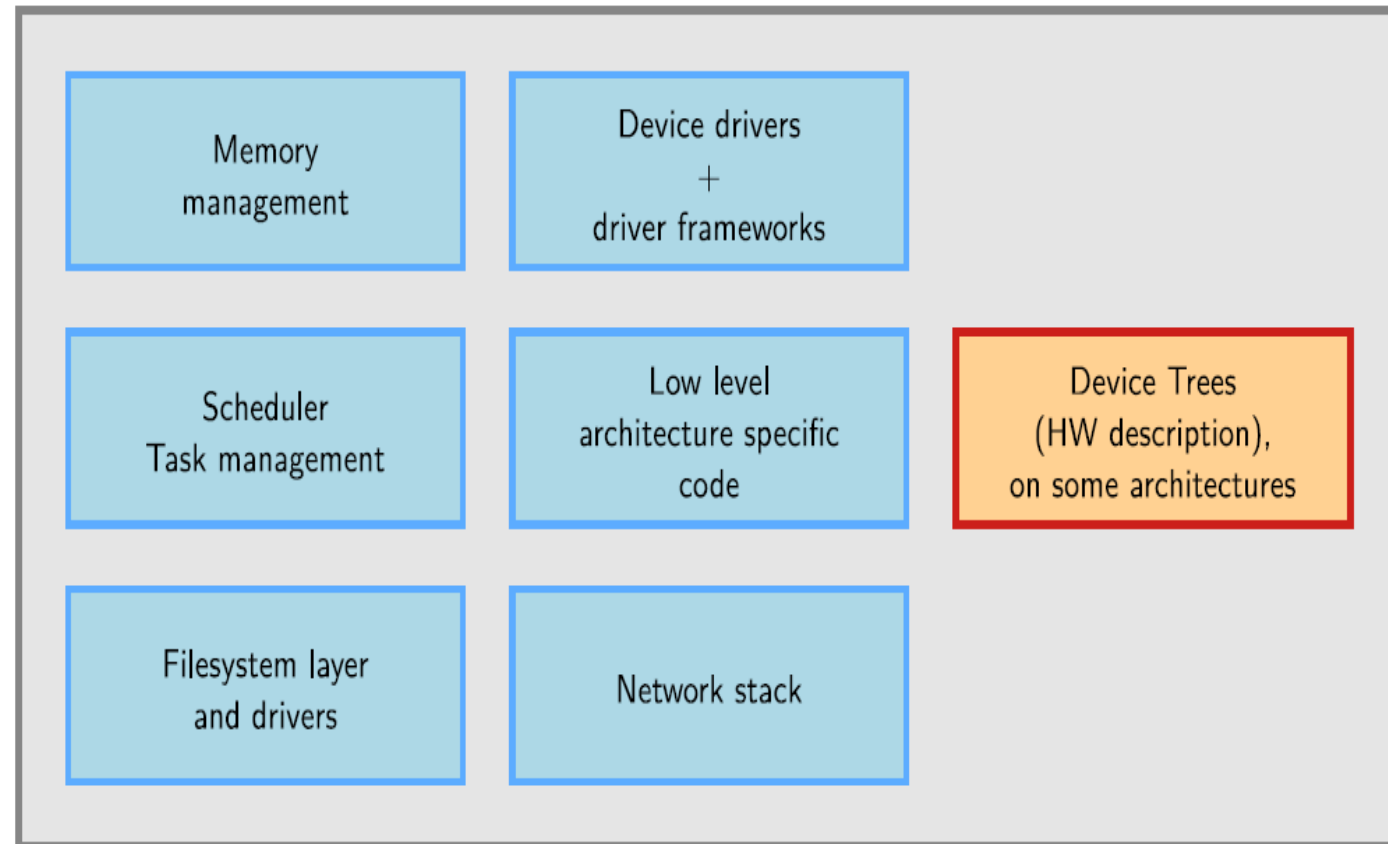 Memory
management
Device drivers
+
driver frameworks
Scheduler
Task management
Low level
architecture specific
code
Device Trees
(HW description),
on some architectures
Filesystem layer
and drivers
Network stack